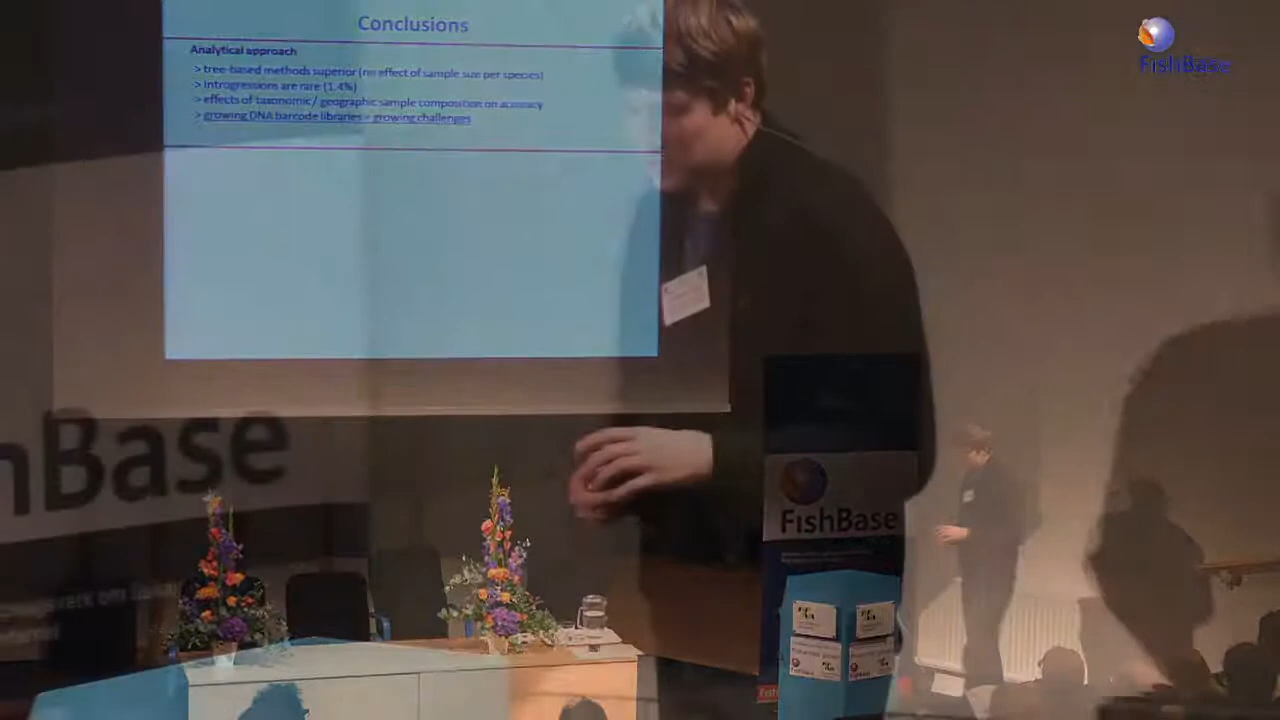 Conclusions
Analytical approach
> tree-based methods superior (no effect of sample size per species)
> Introgressions are rare (1.4%)
> effects of taxonomic/ geographic sample composition on accuracy
> growing DNA barcode libraries = growing challenges
FishBase
hBase
FishBase